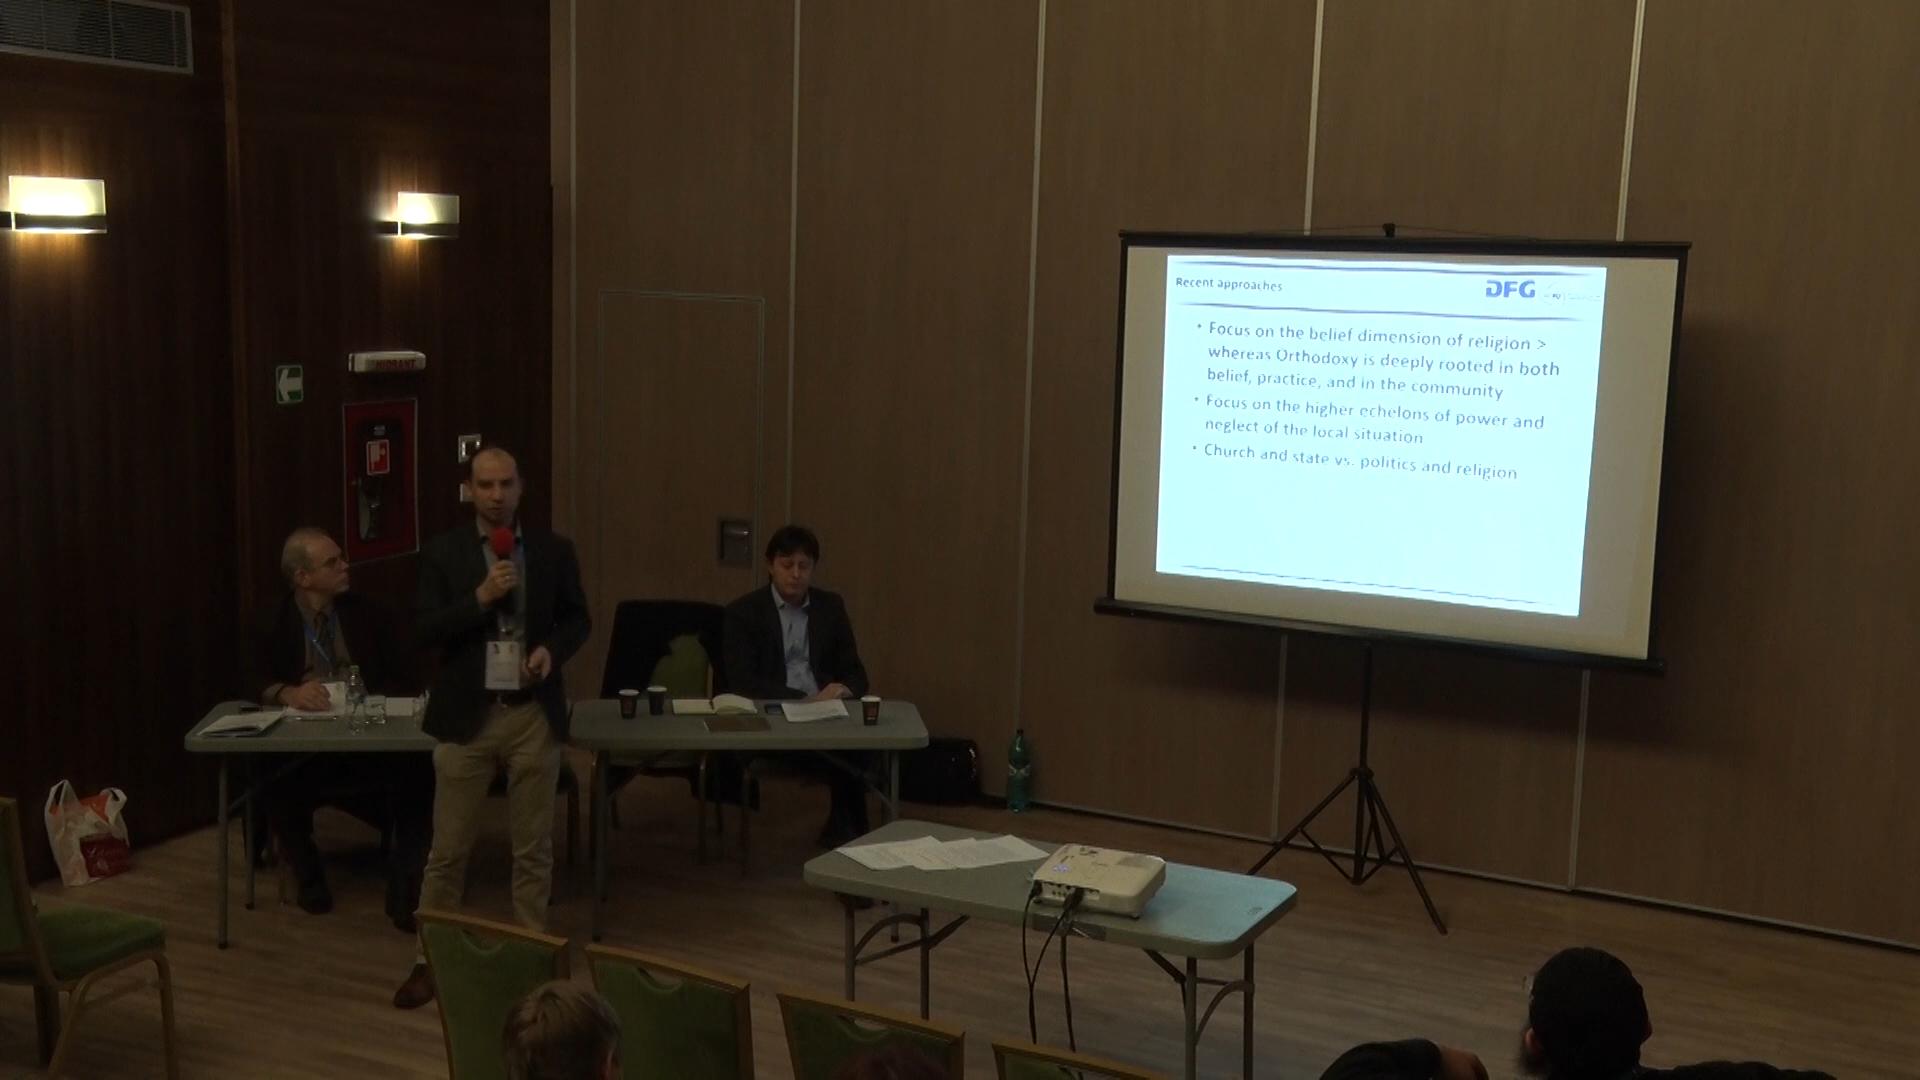 HIDRANT
Recent approaches
DFG
• Focus on the belief dimension of religion >
whereas Orthodoxy is deeply rooted in both
belief, practice, and in the community
• Focus on the higher echelons of power and
neglect of the local situation
• Church and state vs. politics and religion